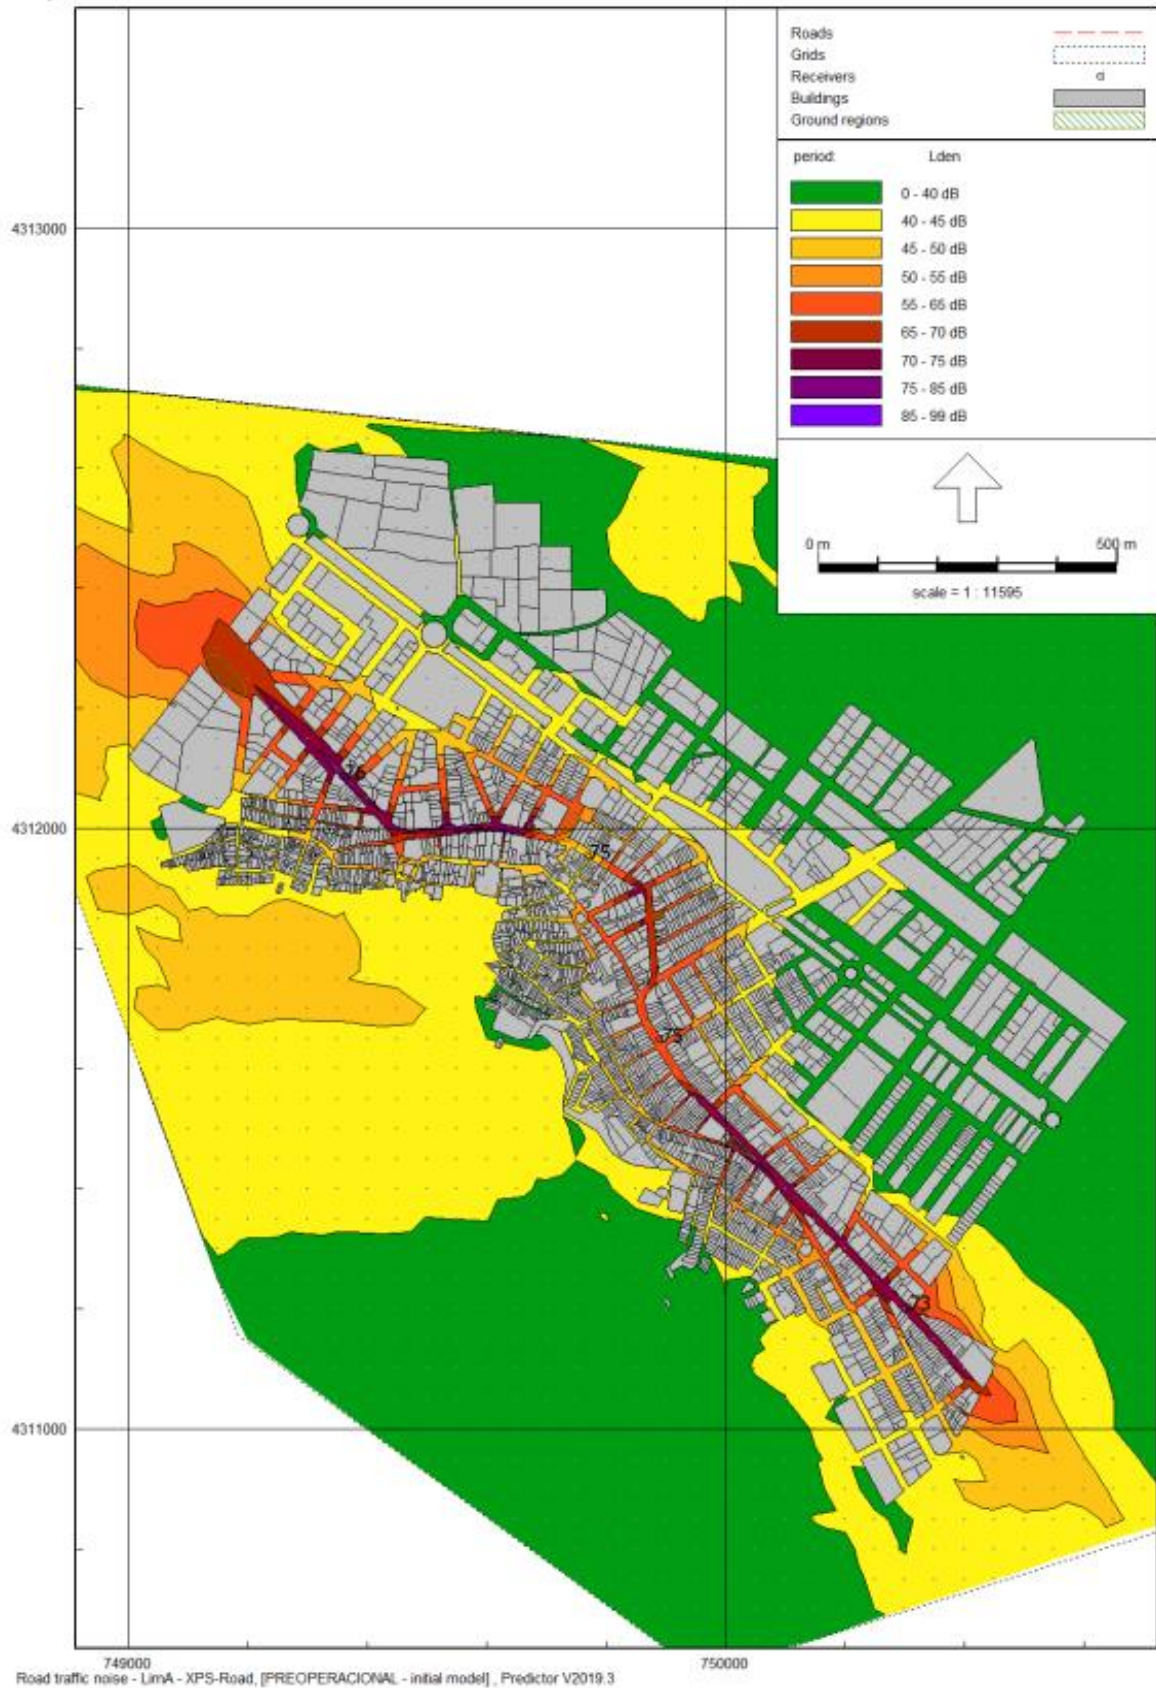 Roads
Grids
Receivers
Buildings
Ground regions
period: Lden
0 - 40 dB
40 - 45 dB
45 - 50 dB
50 - 55 dB
55 - 65 dB
65 - 70 dB
70 - 75 dB
75 - 85 dB
85 - 99 dB
4313000
0 m 500 m
scale = 1 : 11595
76
4312000
75
75
73
4311000
749000 750000
Road traffic noise - LimA - XPS-Road, [PREOPERACIONAL - initial model] , Predictor V2019.3